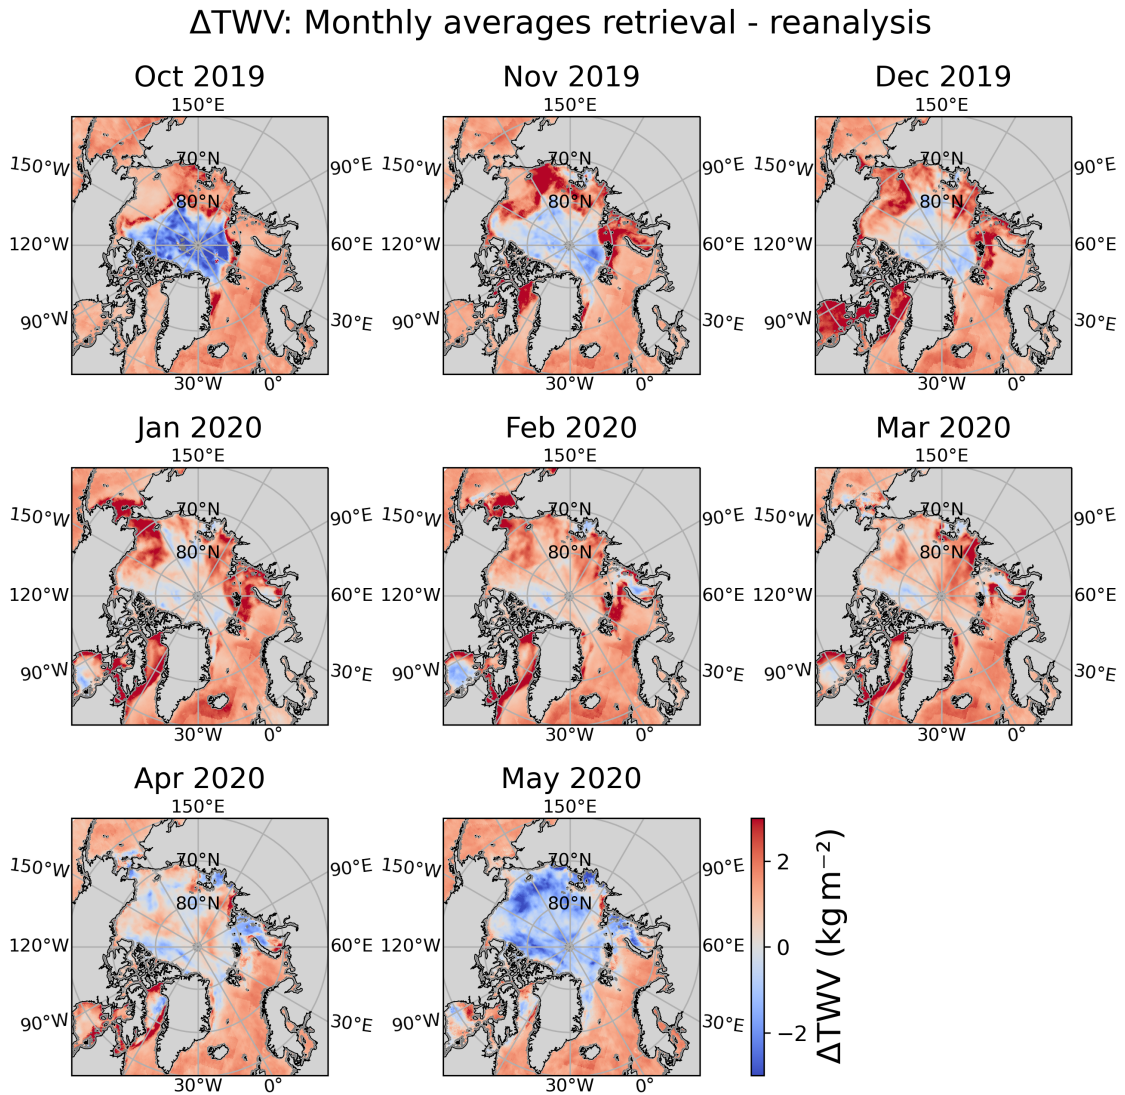 ΔTWV: Monthly averages retrieval - reanalysis
Oct 2019
Nov 2019
Dec 2019
150°E
150°E
150°E
150°W
70°N
90°E
150°W
70°N
90°E
150°W
70°N
90°E
80°N
80°N
80°N
120°W
60°E
120°W
60°E
120°W
60°E
90°W
30°E
90°W
30°E
90°W
30°E
30°W
0°
30°W
0°
30°W
0°
Jan 2020
Feb 2020
Mar 2020
150°E
150°E
150°E
150°W
70°N
90°E
150°W
70°N
90°E
150°W
70°N
90°E
80°N
80°N
80°N
120°W
60°E
120°W
60°E
120°W
60°E
90°W
30°E
90°W
30°E
90°W
30°E
30°W
0°
30°W
0°
30°W
0°
Apr 2020
May 2020
150°E
150°E
150°W
70°N
90°E
150°W
70°N
90°E
80°N
80°N
120°W
60°E
120°W
60°E
90°W
30°E
90°W
30°E
30°W
0°
30°W
0°
2
0
−2
ΔTWV (kg m⁻²)